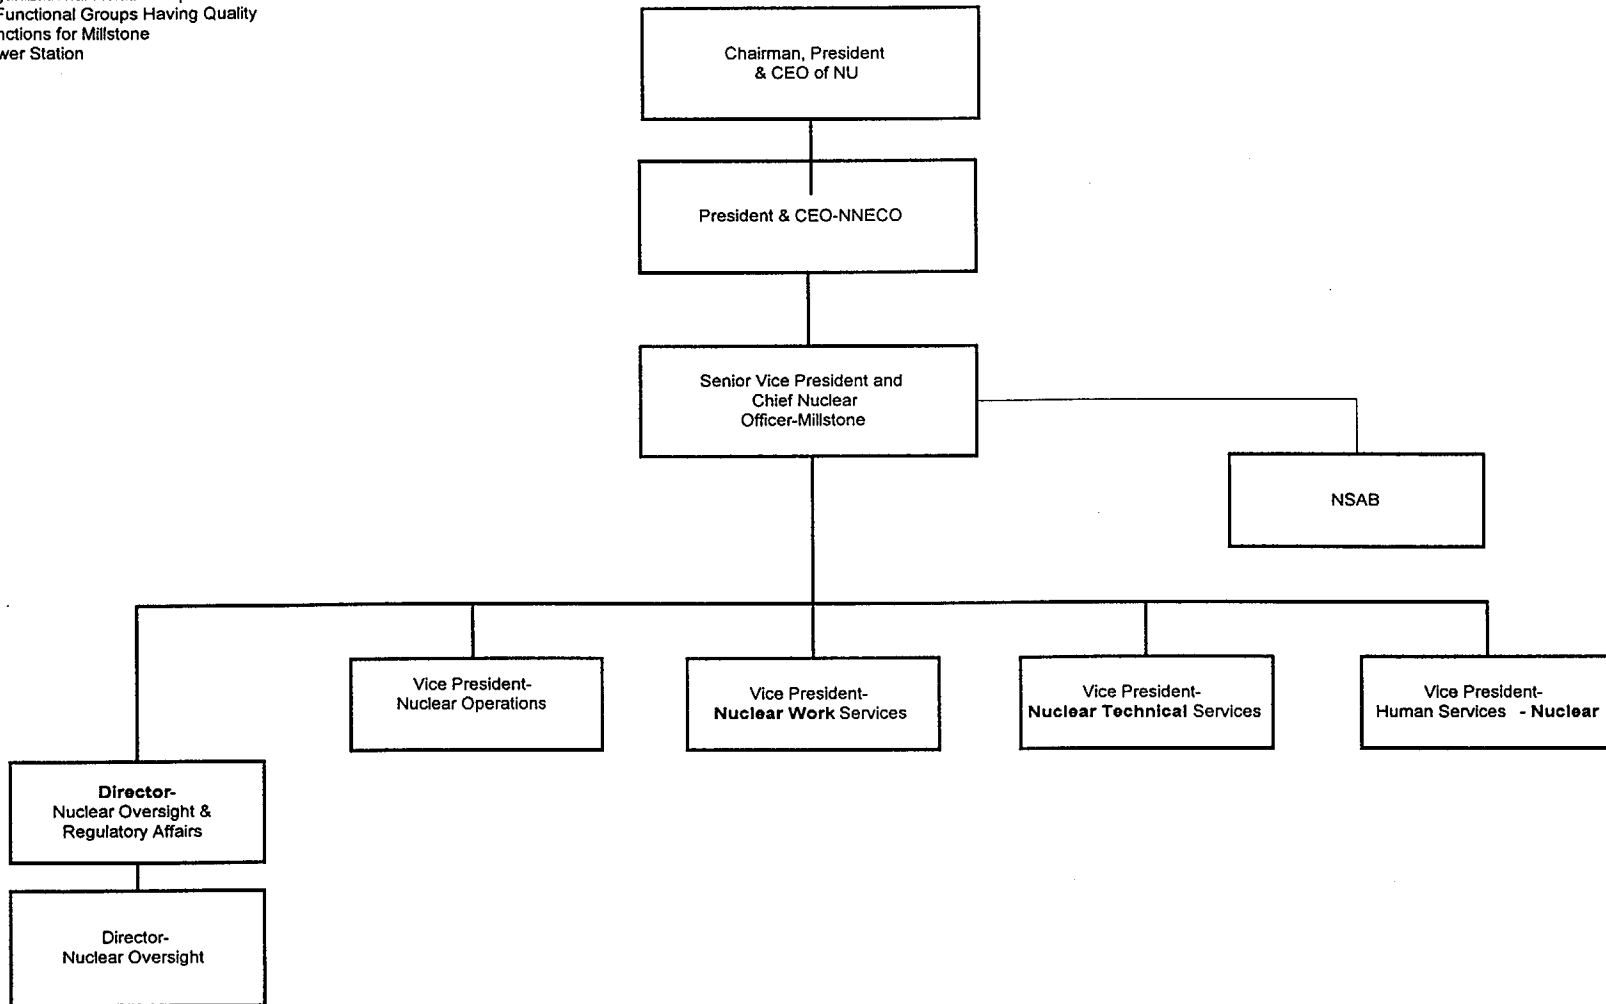 Functional Groups Having Quality
nctions for Millstone
wer Station
Chairman, President
& CEO of NU
President & CEO-NNECO
Senior Vice President and
Chief Nuclear
Officer-Millstone
NSAB
Vice President-
Nuclear Operations
Vice President-
Nuclear Work Services
Vice President-
Nuclear Technical Services
Vice President-
Human Services - Nuclear
Director-
Nuclear Oversight &
Regulatory Affairs
Director-
Nuclear Oversight